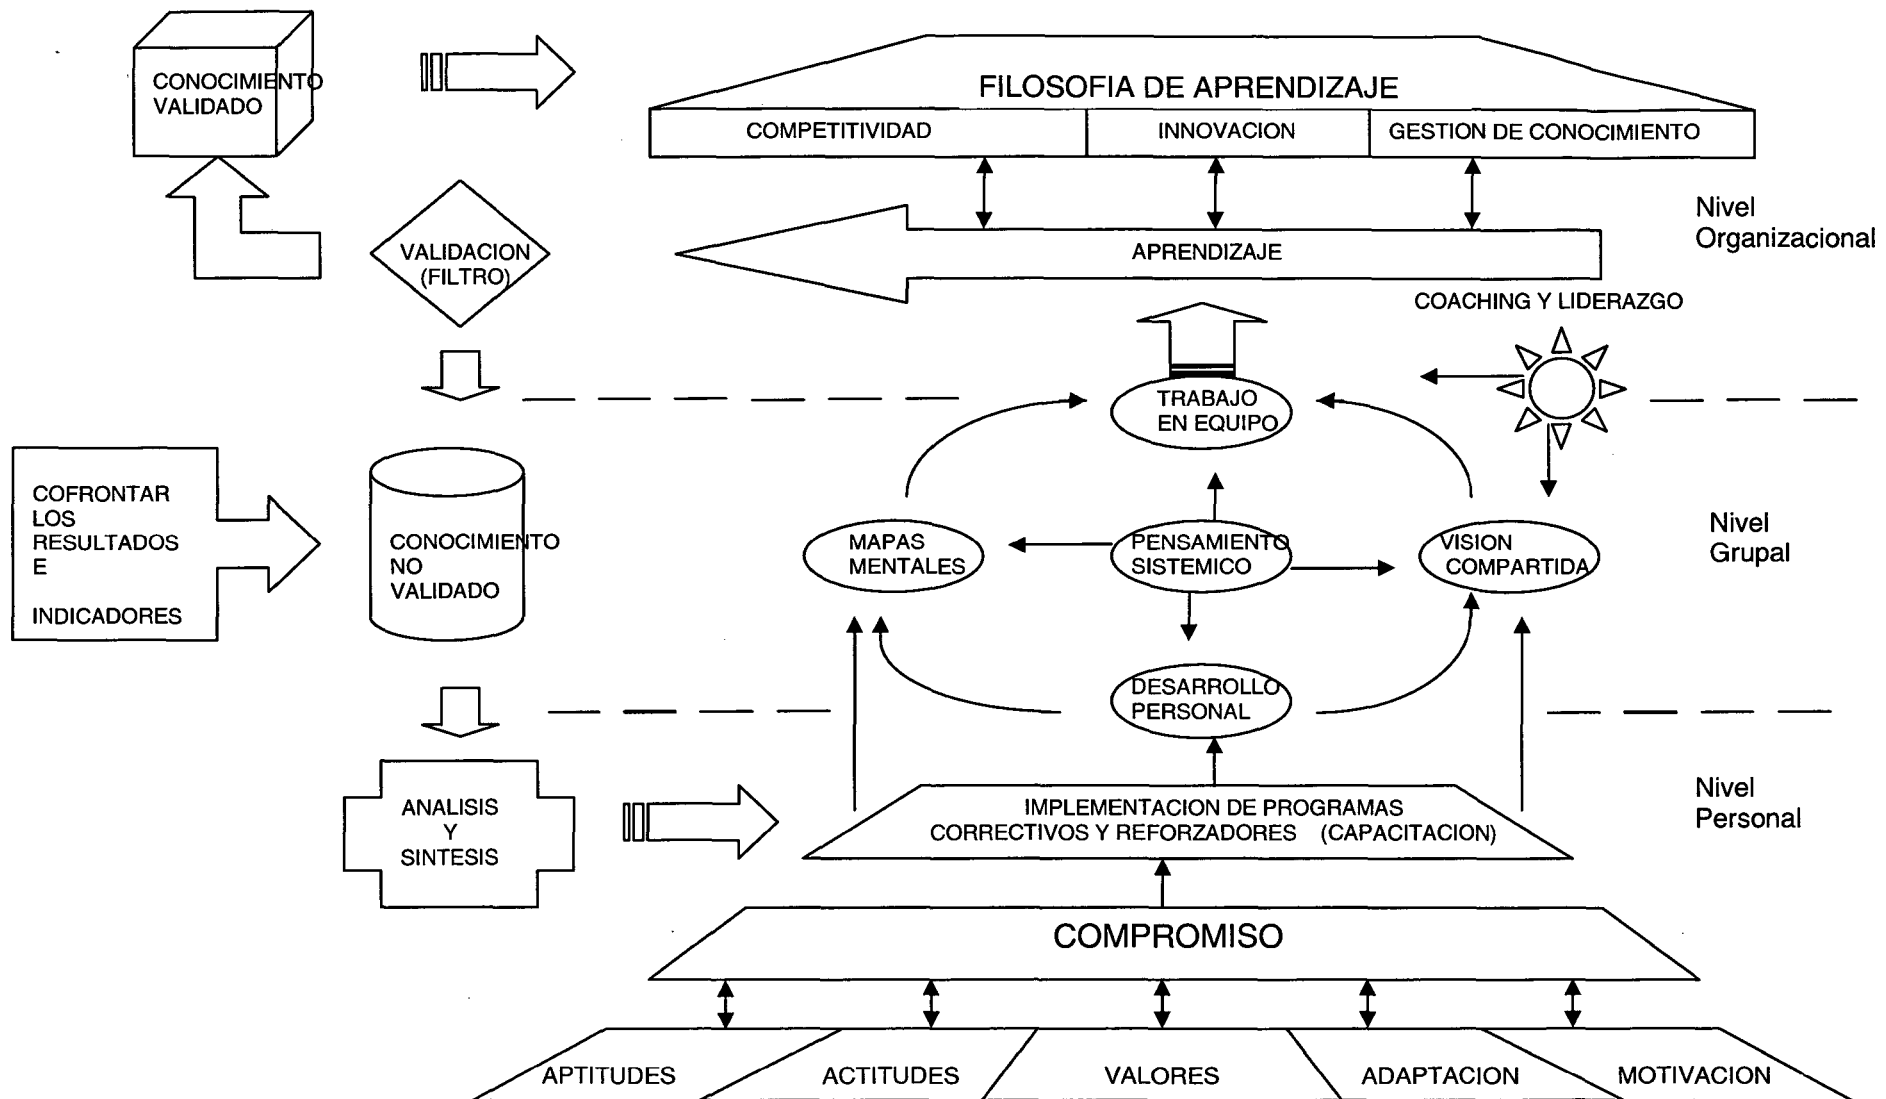 CONOCIMIENTO
VALIDADO
FILOSOFIA DE APRENDIZAJE
COMPETITIVIDAD
INNOVACION
GESTION DE CONOCIMIENTO
Nivel
Organizacional
VALIDACION
(FILTRO)
APRENDIZAJE
COACHING Y LIDERAZGO
TRABAJO
EN EQUIPO
COFRONTAR
LOS
RESULTADOS
E
INDICADORES
CONOCIMIENTO
NO
VALIDADO
MAPAS
MENTALES
PENSAMIENTO
SISTEMICO
VISION
COMPARTIDA
Nivel
Grupal
DESARROLLO
PERSONAL
ANALISIS
Y
SINTESIS
IMPLEMENTACION DE PROGRAMAS
CORRECTIVOS Y REFORZADORES (CAPACITACION)
Nivel
Personal
COMPROMISO
APTITUDES
ACTITUDES
VALORES
ADAPTACION
MOTIVACION